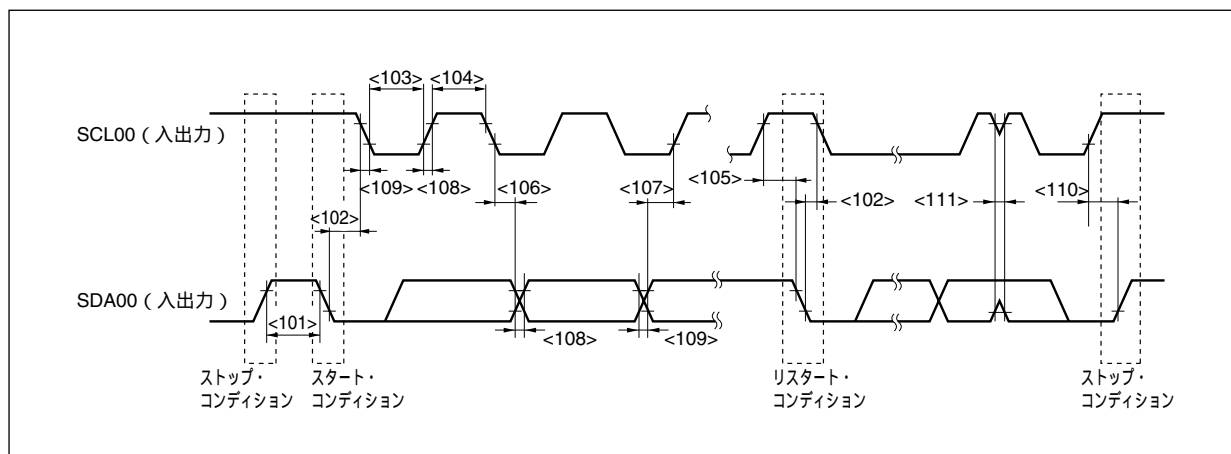 <103> <104>
SCL00（入出力）
<109> <108> <106> <107> <105> <102> <111> <110>
<102>
SDA00（入出力）
<101> <108> <109>
ストップ・
コンディション
スタート・
コンディション
リスタート・
コンディション
ストップ・
コンディション